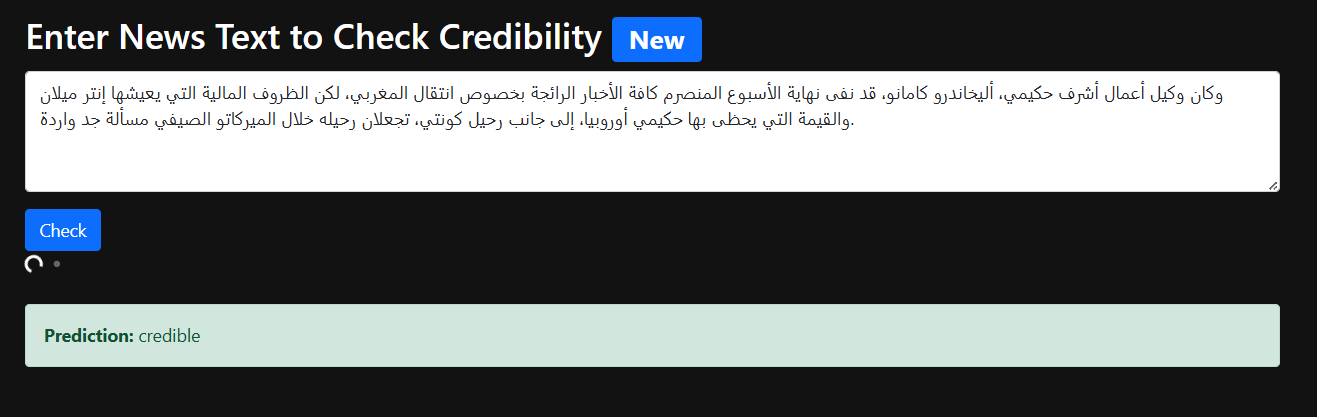 Enter News Text to Check Credibility New
وكان وكيل أعمال أشرف حكيمي، أليخاندرو كامانو، قد نفى نهاية الأسبوع المنصرم كافة الأخبار الرائجة بخصوص انتقال المغربي، لكن الظروف المالية التي يعيشها إنتر ميلان
والقيمة التي يحظى بها حكيمي أوروبيا، إلى جانب رحيل كونتي، تجعلان رحيله خلال الميركاتو الصيفي مسألة جد واردة.
Check
Prediction: credible